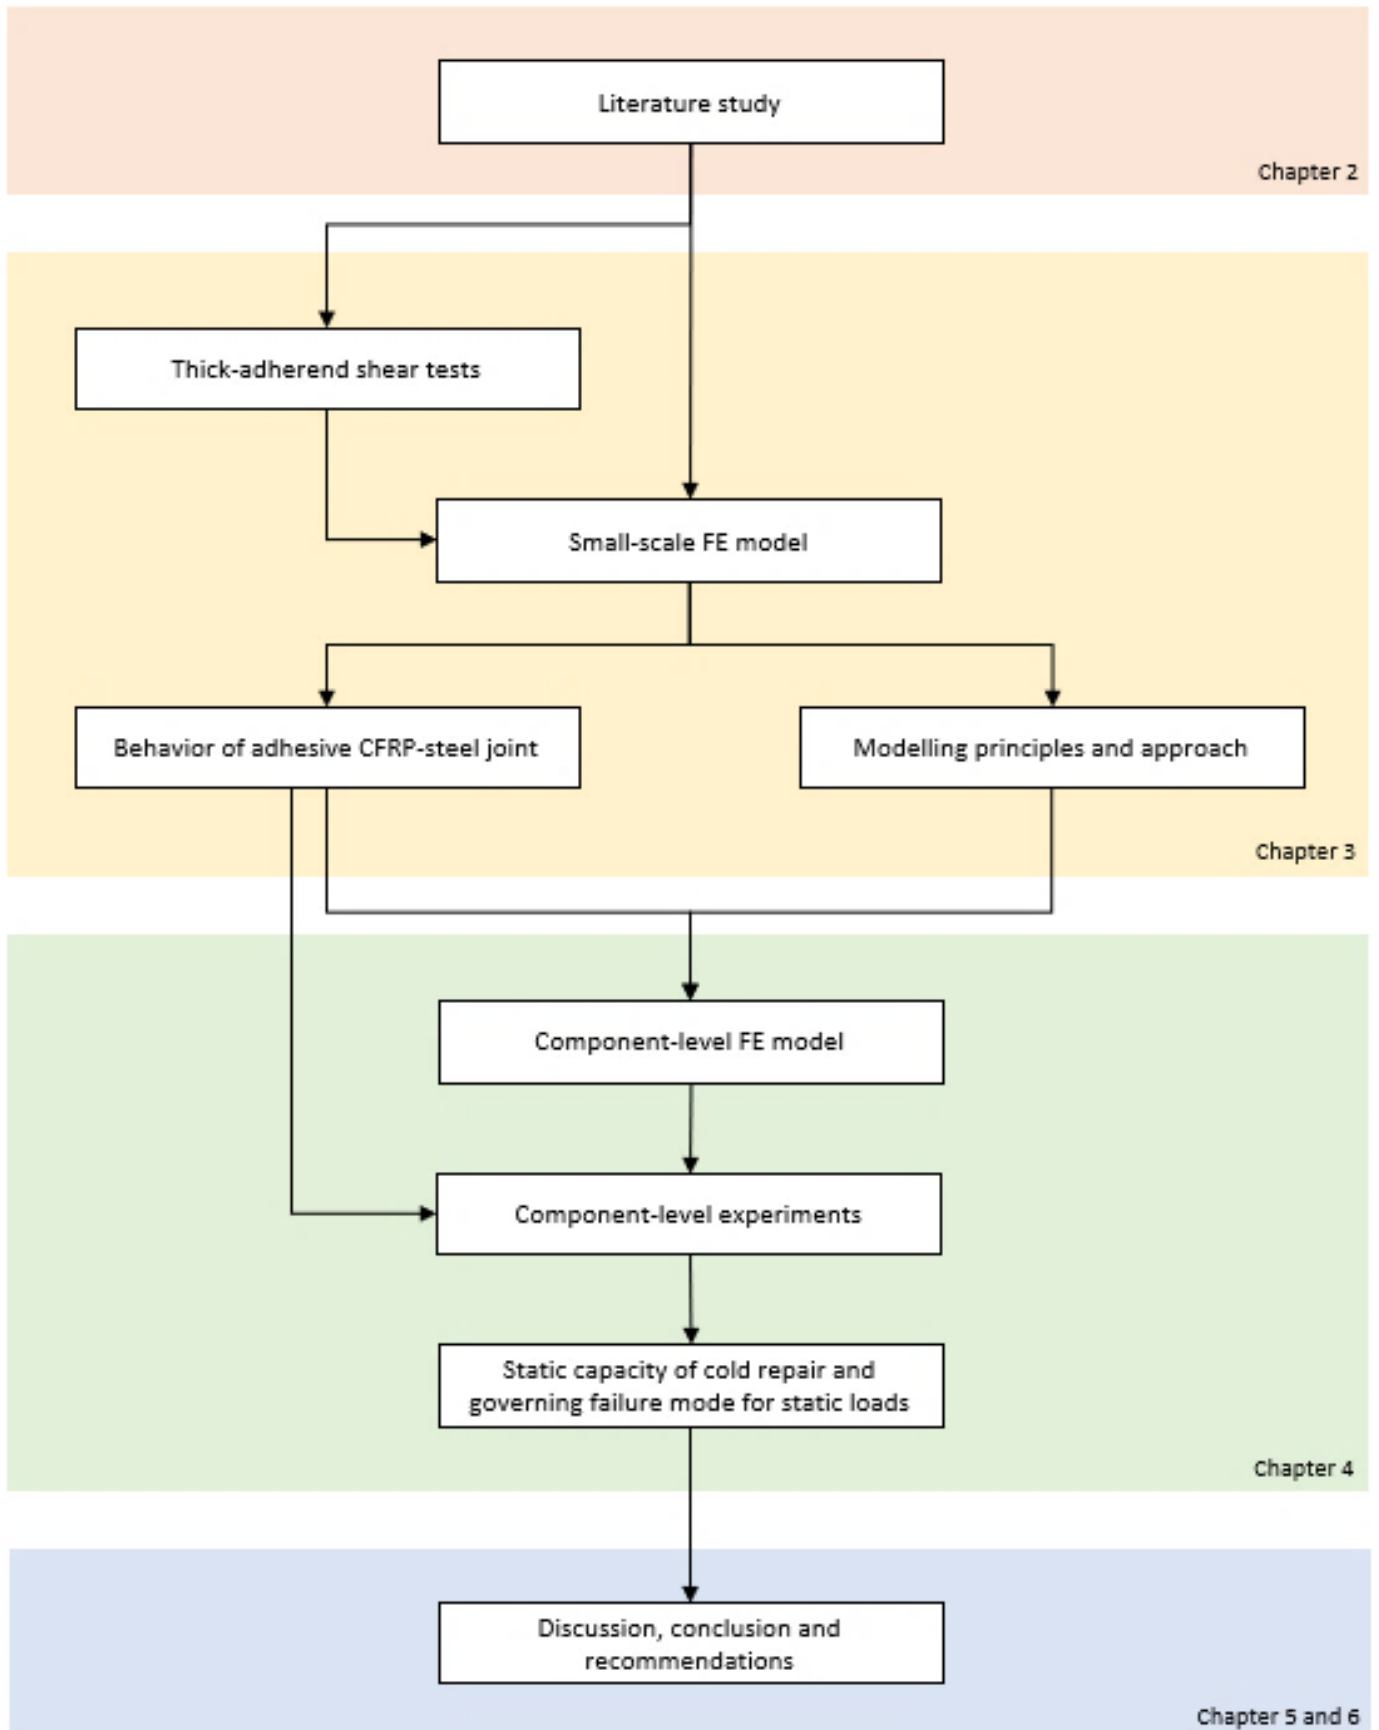 Literature study
Chapter 2
Thick-adherend shear tests
Small-scale FE model
Behavior of adhesive CFRP-steel joint
Modelling principles and approach
Chapter 3
Component-level FE model
Component-level experiments
Static capacity of cold repair and
governing failure mode for static loads
Chapter 4
Discussion, conclusion and
recommendations
Chapter 5 and 6